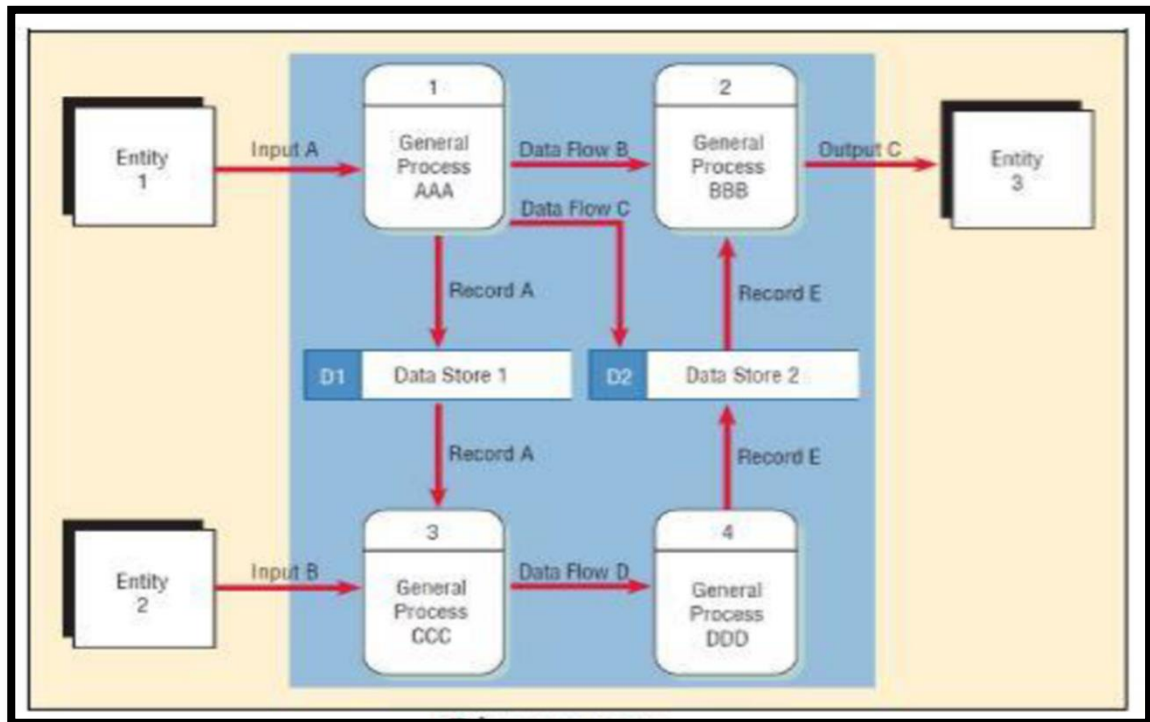 1
2
Entity
1
Input A
General
Process
AAA
Data Flow B
General
Process
BBB
Output C
Entity
3
Data Flow C
Record A
Record E
D1
Data Store 1
D2
Data Store 2
Record A
Record E
3
4
Entity
2
Input B
General
Process
CCC
Data Flow D
General
Process
DDD